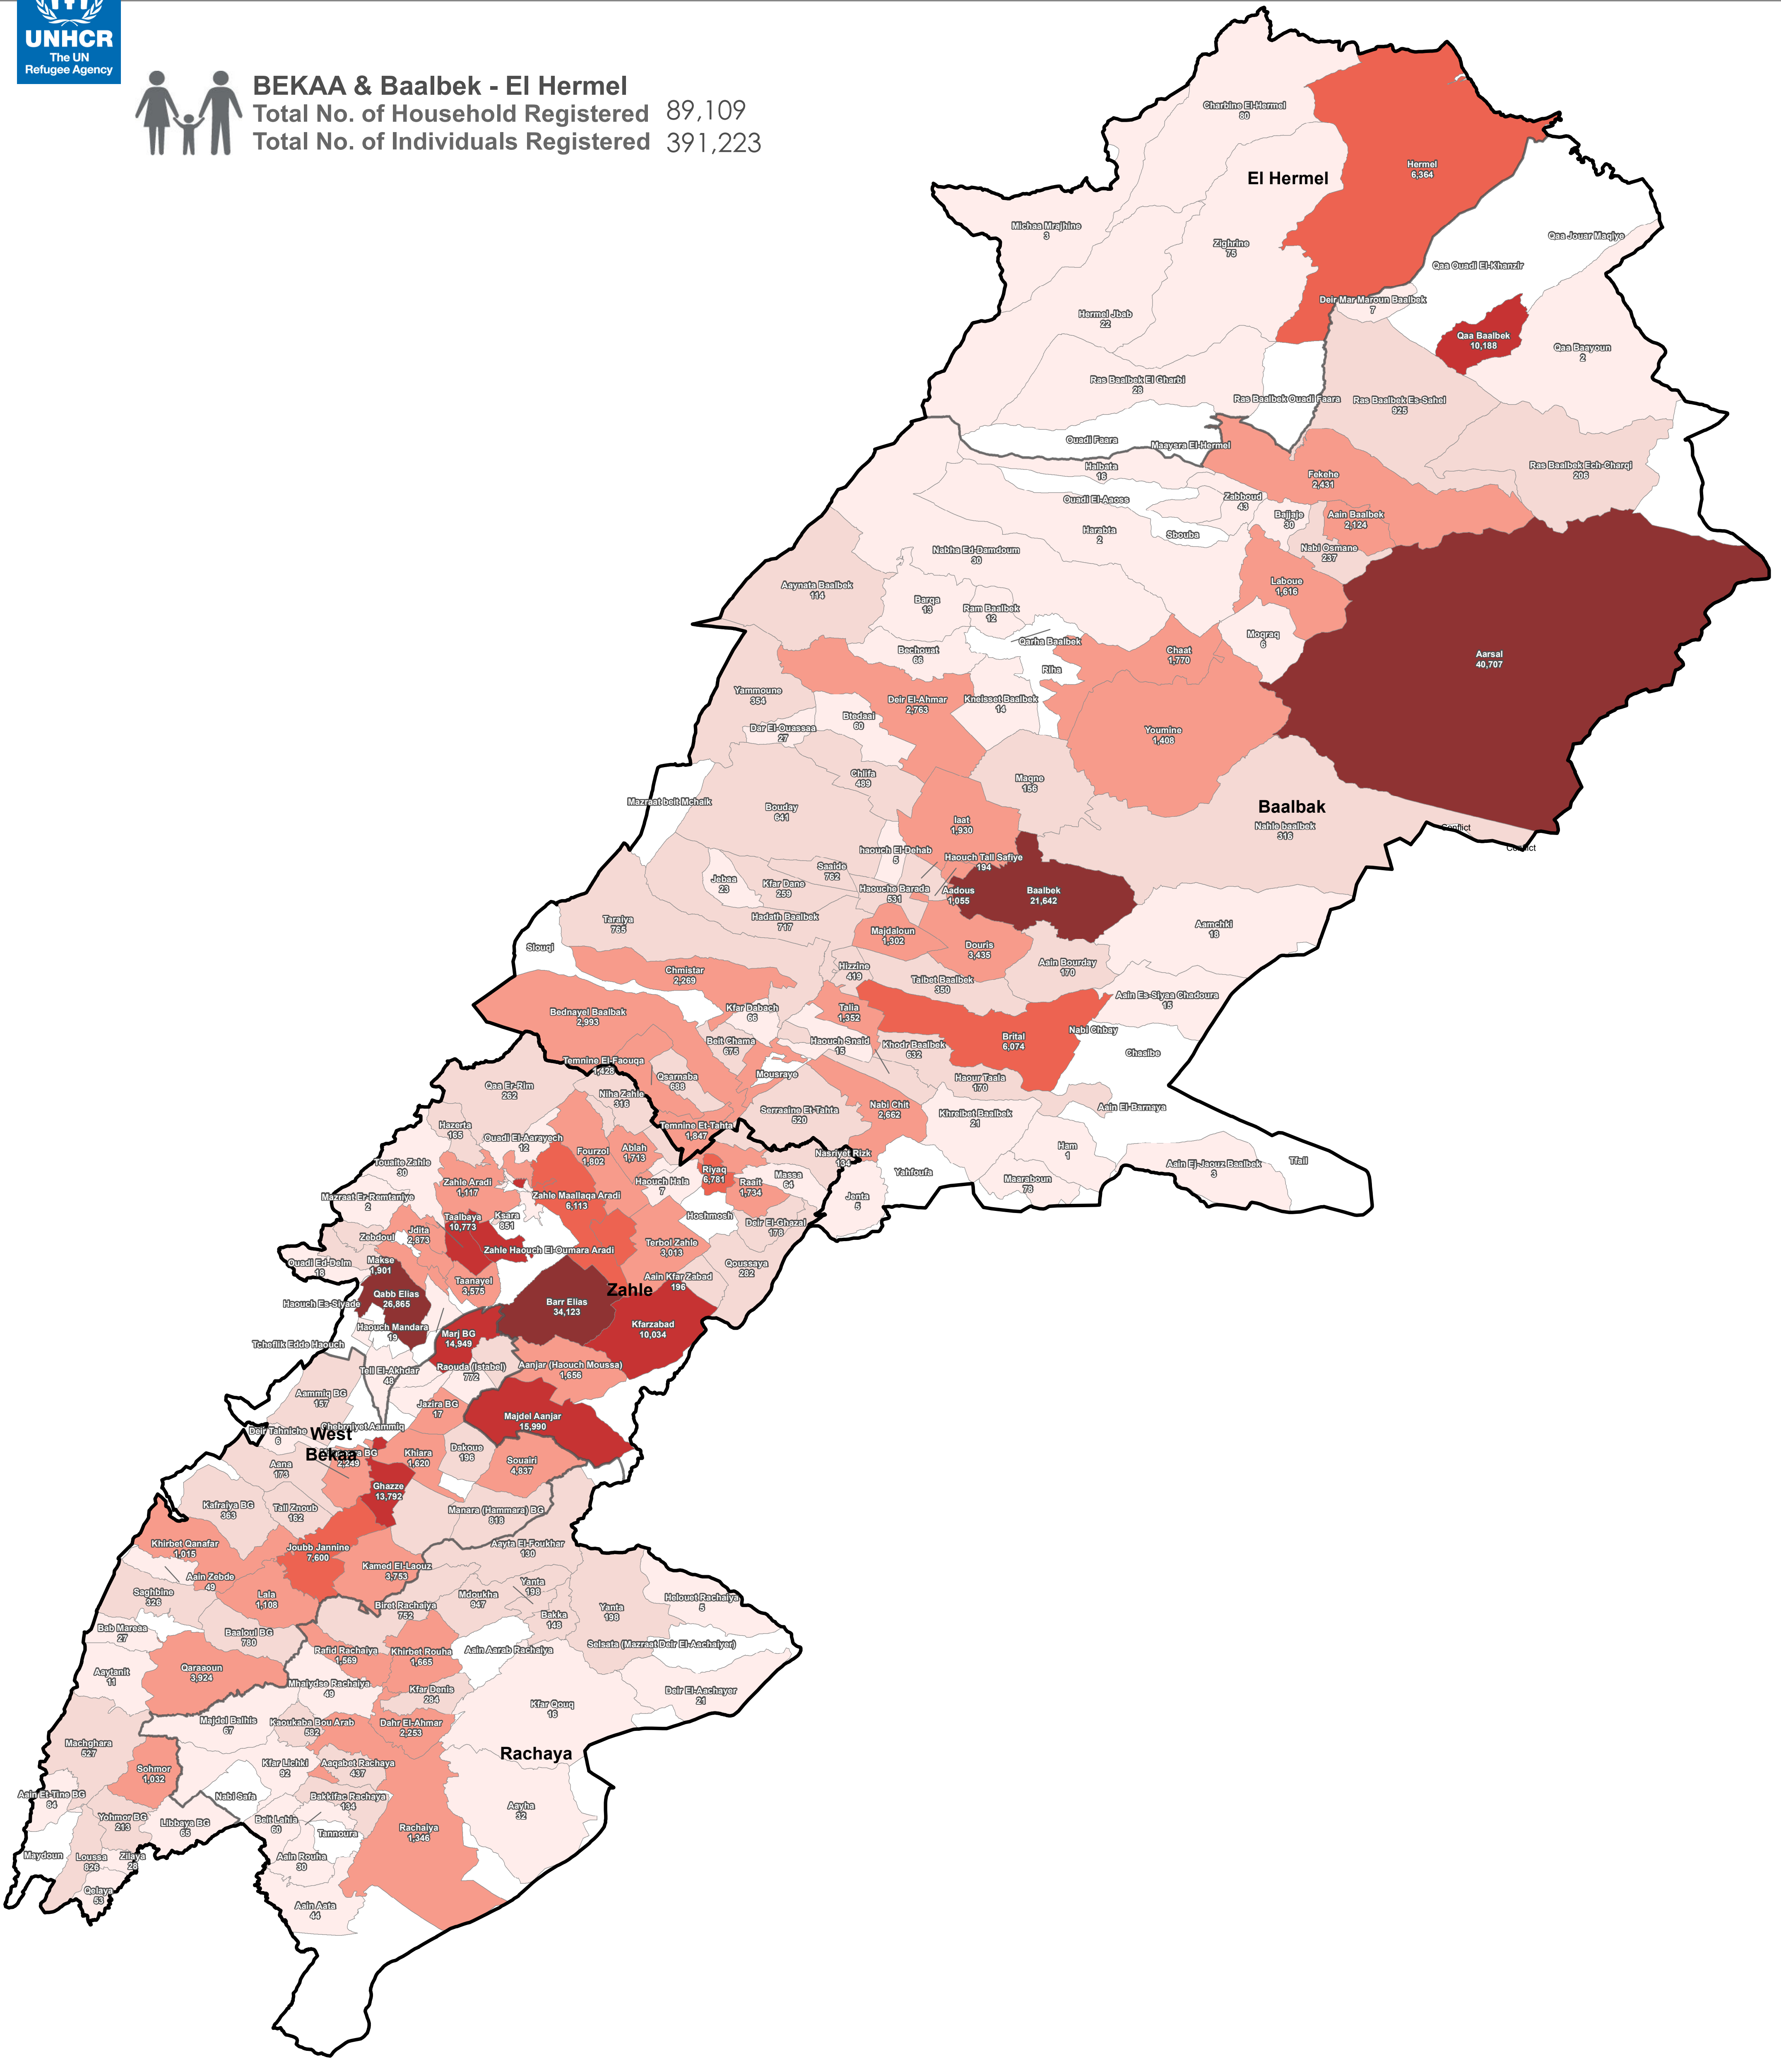 UNHCR
The UN
Refugee Agency
BEKAA & Baalbek - El Hermel
Total No. of Household Registered 89,109
Total No. of Individuals Registered 391,223
Charbine El-Hermel
80
Hermel
6,364
El Hermel
Michaa Mrajhine
3
Zighrine
75
Qaa Jouar Maqiye
Qaa Ouadi El-Khanzir
Deir Mar Maroun Baalbek
7
Hermel Jbab
22
Qaa Baalbek
10,188
Qaa Baayoun
2
Ras Baalbek El Gharbi
28
Ras Baalbek Ouadi Faara
Ras Baalbek Es-Sahel
925
Ouadi Faara
Maaysra El-Hermel
Halbata
16
Fekehe
2,431
Ras Baalbek Ech-Charqi
206
Ouadi El-Aaoss
Zabboud
43
Bajjaje
30
Aain Baalbek
2,124
Harabta
2
Sbouba
Nabi Osmane
237
Nabha Ed-Damdoum
30
Aaynata Baalbek
114
Laboue
1,616
Barqa
13
Ram Baalbek
12
Moqraq
6
Qarha Baalbek
Bechouat
66
Riha
Chaat
1,770
Aarsal
40,707
Yammoune
354
Deir El-Ahmar
2,763
Kneisset Baalbek
14
Btedaai
60
Dar El-Ouassaa
27
Youmine
1,408
Chlifa
489
Maqne
156
Mazraat beit Mchaik
Bouday
641
Baalbak
Nahle baalbek
316
Conflict
Conflict
Iaat
1,930
haouch El-Dehab
5
Haouch Tall Safiye
194
Saaide
762
Jebaa
23
Kfar Dane
259
Haouche Barada
531
Aadous
1,055
Baalbek
21,642
Taraiya
765
Hadath Baalbek
717
Majdaloun
1,302
Douris
3,435
Aamchki
18
Slouqi
Chmistar
2,269
Hizzine
419
Talbet Baalbek
350
Aain Bourday
170
Aain Es-Siyaa Chadoura
15
Bednayel Baalbak
2,993
Kfar Dabach
66
Talia
1,352
Brital
6,074
Nabi Chbay
Chaaibe
Beit Chama
675
Haouch Snaid
15
Khodr Baalbek
632
Temnine El-Faouqa
1,428
Qsarnaba
688
Mousraye
Haour Taala
170
Qaa Er-Rim
262
Niha Zahle
316
Serraaine Et-Tahta
520
Nabi Chit
2,662
Khreibet Baalbek
21
Aain El-Barnaya
Hazerta
165
Ouadi El-Aarayech
12
Temnine Et-Tahta
1,847
Fourzol
1,802
Ablah
1,713
Nasriyet Rizk
134
Ham
1
Touaite Zahle
30
Riyaq
6,781
Massa
64
Yahfoufa
Aain Ej-Jaouz Baalbek
3
Tfail
Zahle Aradi
1,117
Haouch Hala
7
Raait
1,734
Maaraboun
78
Mazraat Er-Remtaniye
2
Zahle Maallaqa Aradi
6,113
Jenta
5
Taalbaya
10,773
Ksara
851
Hoshmosh
Deir El-Ghazal
178
Zebdoul
Jdita
2,873
Zahle Haouch El-Oumara Aradi
Terbol Zahle
3,013
Ouadi Ed-Delm
18
Makse
1,901
Taanayel
3,575
Aain Kfar Zabad
196
Qoussaya
282
Haouch Es-Siyade
Qabb Elias
26,865
Barr Elias
34,123
Zahle
Haouch Mandara
19
Marj BG
14,949
Kfarzabad
10,034
Tcheflik Edde Haouch
Tell El-Akhdar
48
Raouda (Istabel)
772
Aanjar (Haouch Moussa)
1,656
Aammiq BG
157
Jazira BG
17
Majdel Aanjar
15,990
Deir Tahniche
6
Chebrqiyet Aammiq
West
Bekaa
BG
2,249
Khiara
1,620
Dakoue
196
Souairi
4,837
Aana
173
Ghazze
13,792
Kafraiya BG
363
Tall Znoub
162
Manara (Hammara) BG
818
Khirbet Qanafar
1,015
Joubb Jannine
7,600
Aayta El-Foukhar
130
Aain Zebde
49
Kamed El-Laouz
3,753
Saghbine
326
Lala
1,108
Mdoukha
947
Yanta
198
Biret Rachaiya
752
Bakka
148
Yanta
198
Helouet Rachaiya
5
Bab Mareaa
27
Baaloul BG
780
Rafid Rachaiya
1,569
Khirbet Rouha
1,665
Aain Aarab Rachaiya
Selsata (Mazraat Deir El-Aachaiyer)
Aaytanit
11
Qaraaoun
3,924
Mhaiydse Rachaiya
49
Kfar Denis
284
Deir El-Aachayer
21
Kfar Qouq
16
Majdel Balhis
67
Kaoukaba Bou Arab
582
Dahr El-Ahmar
2,253
Machghara
527
Rachaya
Sohmor
1,032
Kfar Lichki
92
Aaqabet Rachaya
437
Aain Et-Tine BG
84
Nabi Safa
Bakkifac Rachaya
134
Aayha
32
Yohmor BG
213
Libbaya BG
65
Beit Lahia
60
Tannoura
Rachaiya
1,346
Maydoun
Loussa
826
Zilaya
28
Aain Rouha
30
Qelaya
53
Aain Aata
44